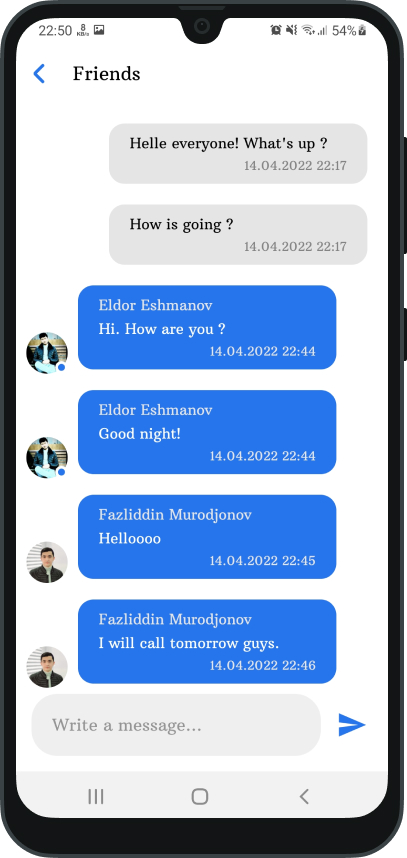 22:50 8 KB/s 54%
Friends
Helle everyone! What's up ?
14.04.2022 22:17
How is going ?
14.04.2022 22:17
Eldor Eshmanov
Hi. How are you ?
14.04.2022 22:44
Eldor Eshmanov
Good night!
14.04.2022 22:44
Fazliddin Murodjonov
Helloooo
14.04.2022 22:45
Fazliddin Murodjonov
I will call tomorrow guys.
14.04.2022 22:46
Write a message...